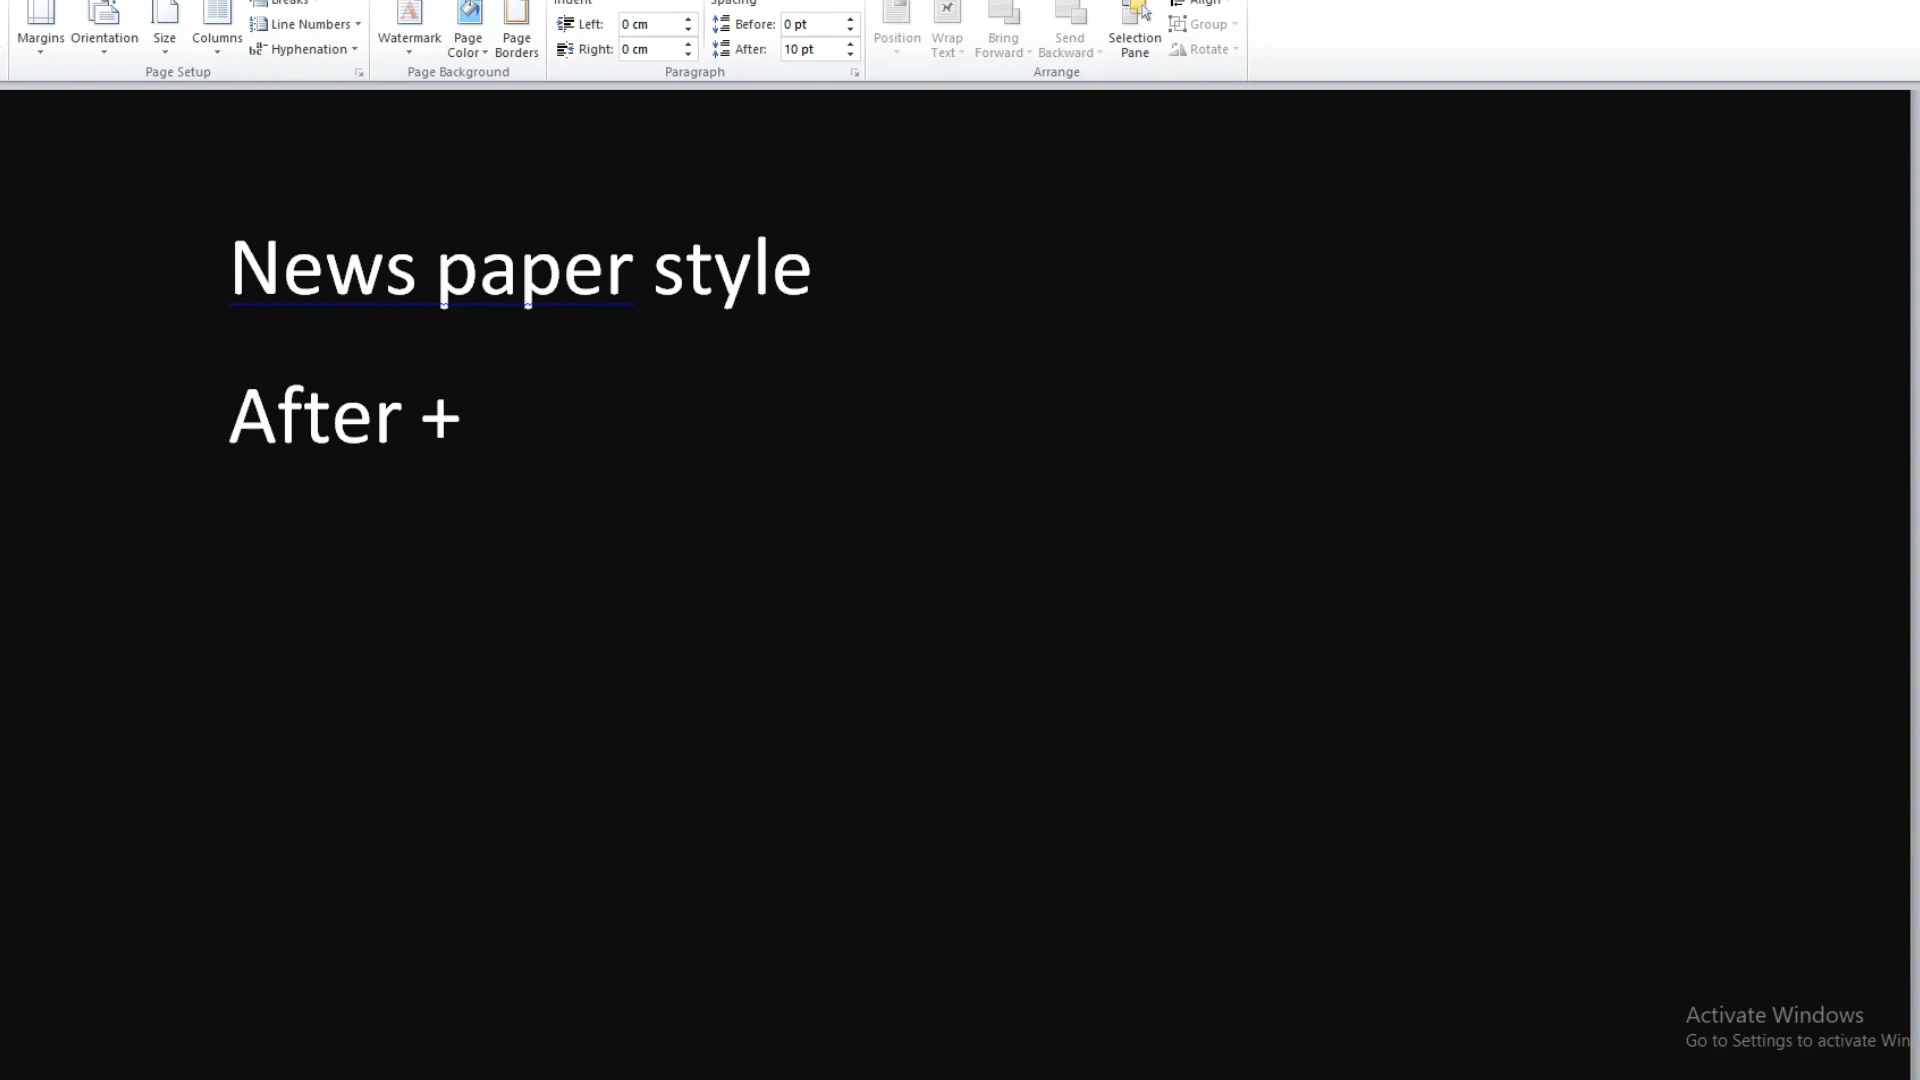 Breaks
Indent
Spacing
Align
Margins Orientation Size Columns
Line Numbers
Hyphenation
Watermark Page Color Page Borders
Left: 0 cm
Right: 0 cm
Before: 0 pt
After: 10 pt
Position Wrap Text Bring Forward Send Backward Selection Pane
Group
Rotate
Page Setup Page Background Paragraph Arrange
News paper style
After +
Activate Windows
Go to Settings to activate Win